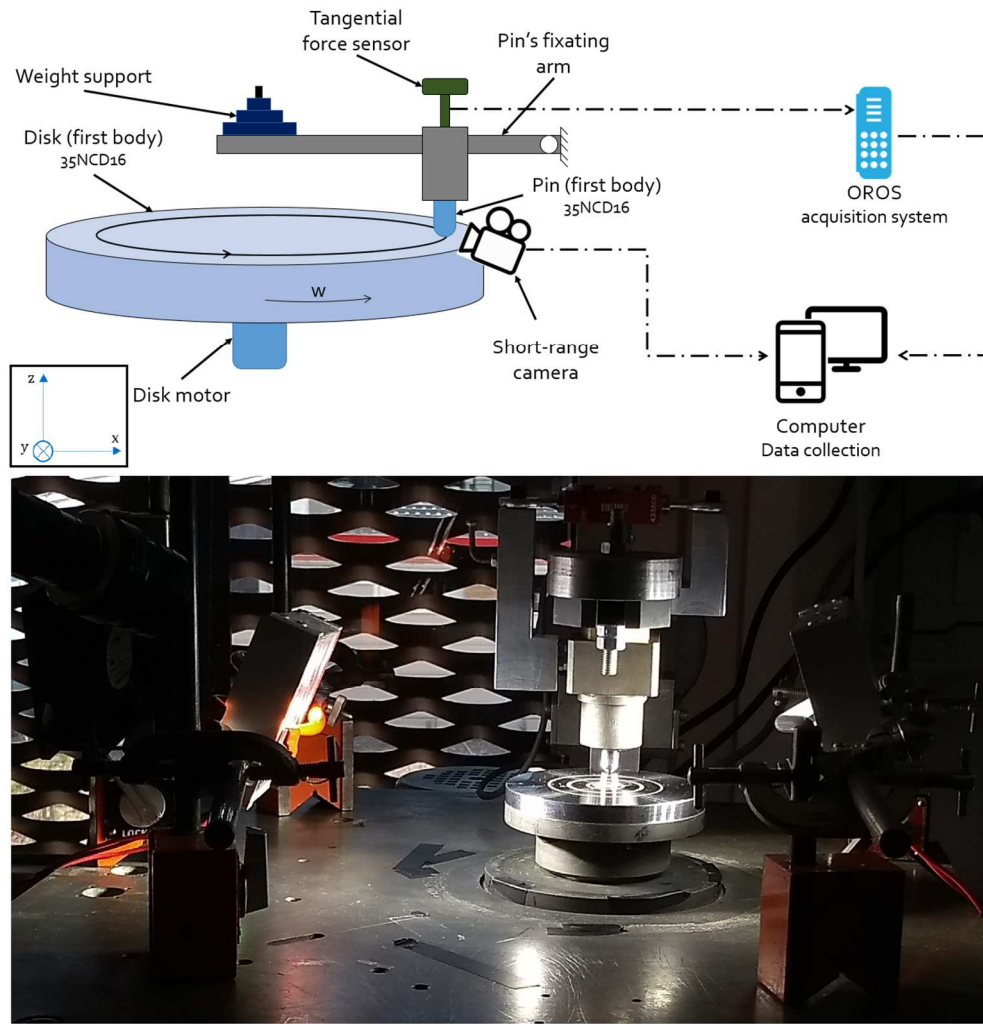 Tangential
force sensor
Pin's fixating
arm
Weight support
Disk (first body)
35NCD16
Pin (first body)
35NCD16
OROS
acquisition system
w
Short-range
camera
Disk motor
z
y
x
Computer
Data collection
LOCK